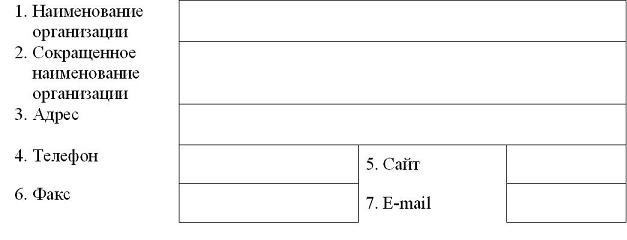 1. Наименование
организации
2. Сокращенное
наименование
организации
3. Адрес
4. Телефон
5. Сайт
6. Факс
7. E-mail